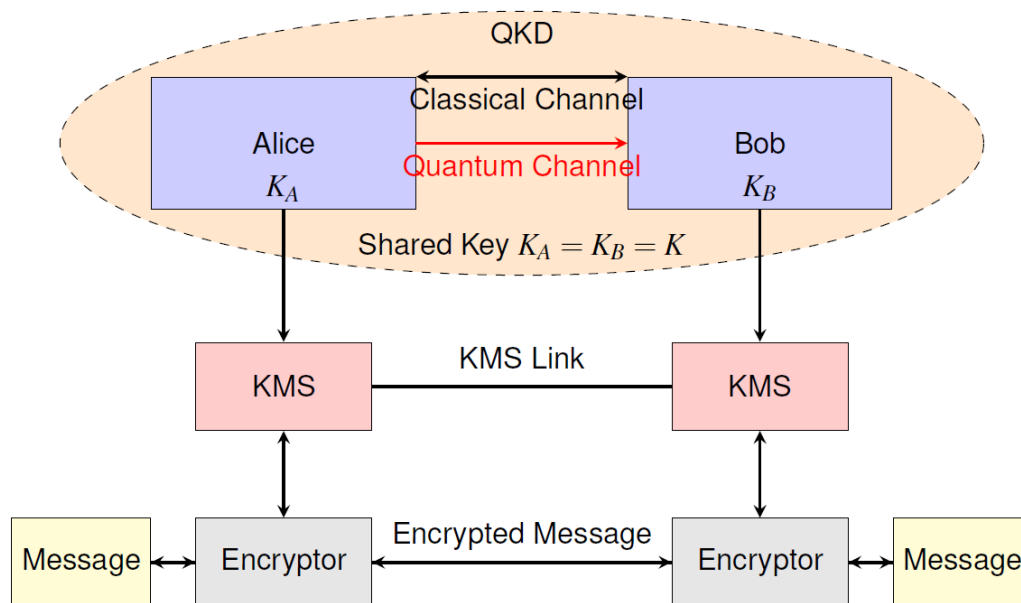 QKD
Classical Channel
Alice
Bob
Quantum Channel
K_A
K_B
Shared Key K_A = K_B = K
KMS Link
KMS
KMS
Encrypted Message
Message
Encryptor
Encryptor
Message